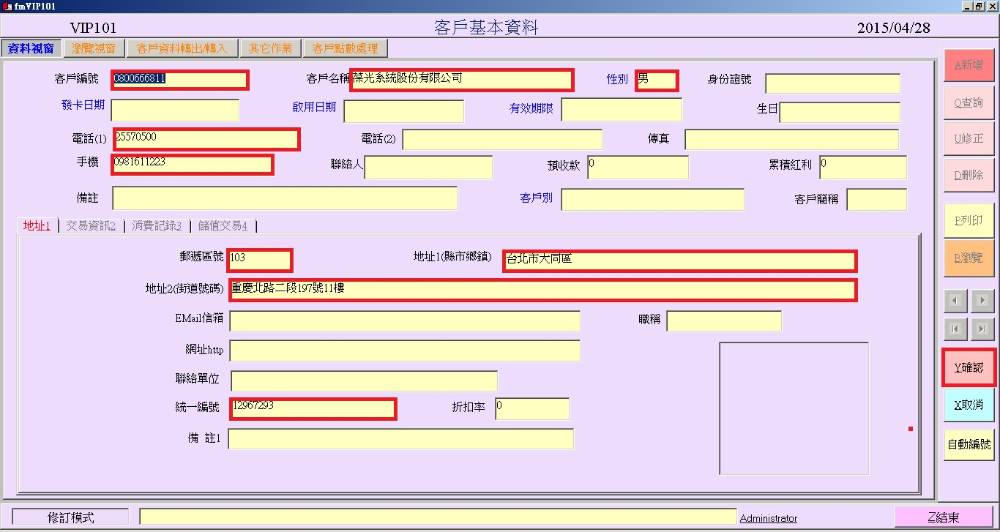 fmVIP101
VIP101 客戶基本資料 2015/04/28
資料視窗 瀏覽視窗 客戶資料轉出/轉入 其它作業 客戶點數處理
客戶編號 0800666811 客戶名稱 葆光系統股份有限公司 性別 男 身份證號
發卡日期 啟用日期 有效期限 生日
電話(1) 25570500 電話(2) 傳真
手機 0981611223 聯絡人 預收款 0 累積紅利 0
備註 客戶別 客戶簡稱
地址1 交易資訊2 消費記錄3 儲值交易4
郵遞區號 103 地址1(縣市鄉鎮) 台北市大同區
地址2(街道號碼) 重慶北路二段197號11樓
EMail信箱 職稱
網址http
聯絡單位
統一編號 12967293 折扣率 0
備 註1
A新增
Q查詢
U修正
D刪除
P列印
B瀏覽
Y確認
X取消
自動編號
修訂模式 Administrator Z結束